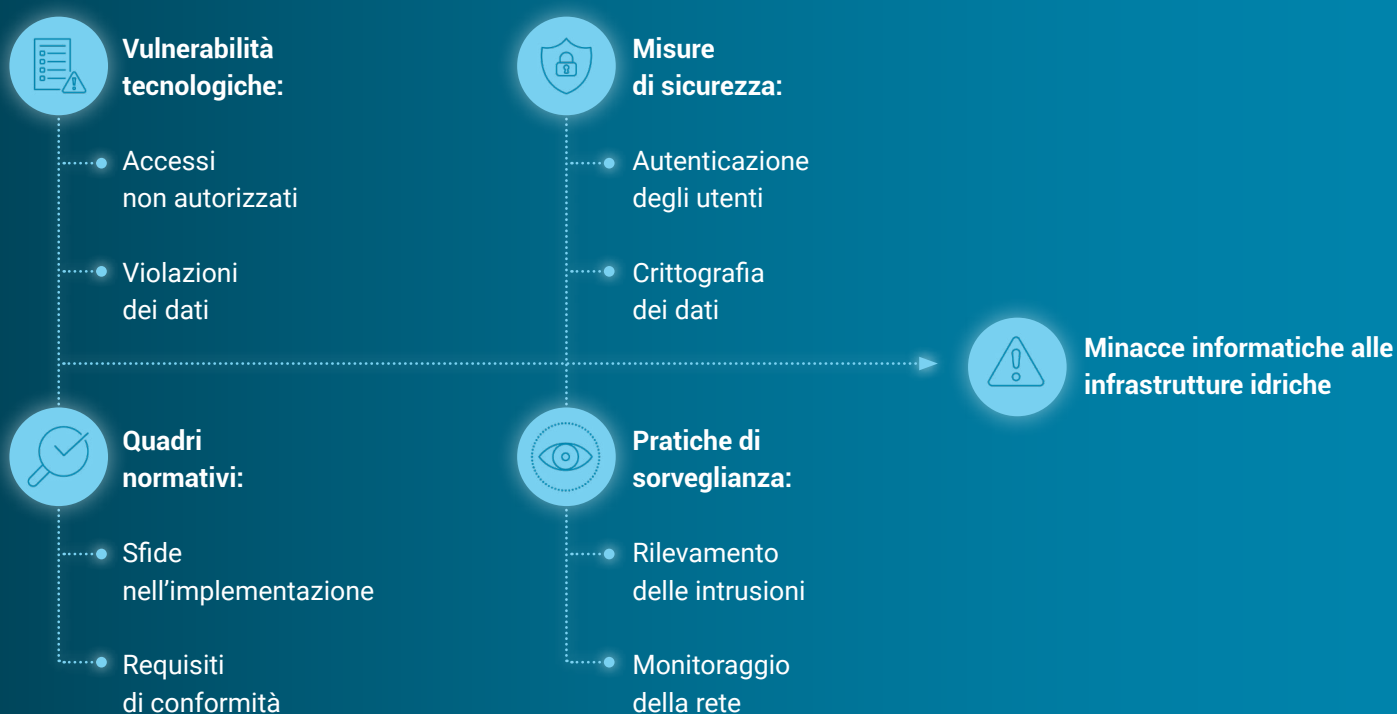 Vulnerabilità
tecnologiche:
Accessi
non autorizzati
Violazioni
dei dati
Misure
di sicurezza:
Autenticazione
degli utenti
Crittografia
dei dati
Minacce informatiche alle
infrastrutture idriche
Quadri
normativi:
Sfide
nell’implementazione
Requisiti
di conformità
Pratiche di
sorveglianza:
Rilevamento
delle intrusioni
Monitoraggio
della rete